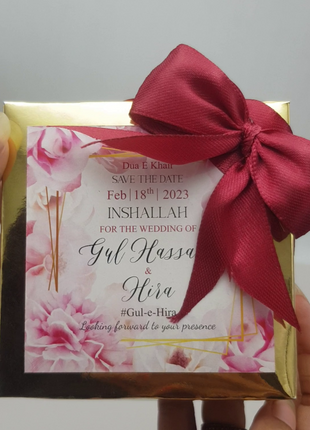 Dua E Khair
SAVE THE DATE
Feb|18th|2023
INSHALLAH
FOR THE WEDDING OF
Gul Hassa
&
Hira
#Gul-e-Hira
Looking forward to your presence